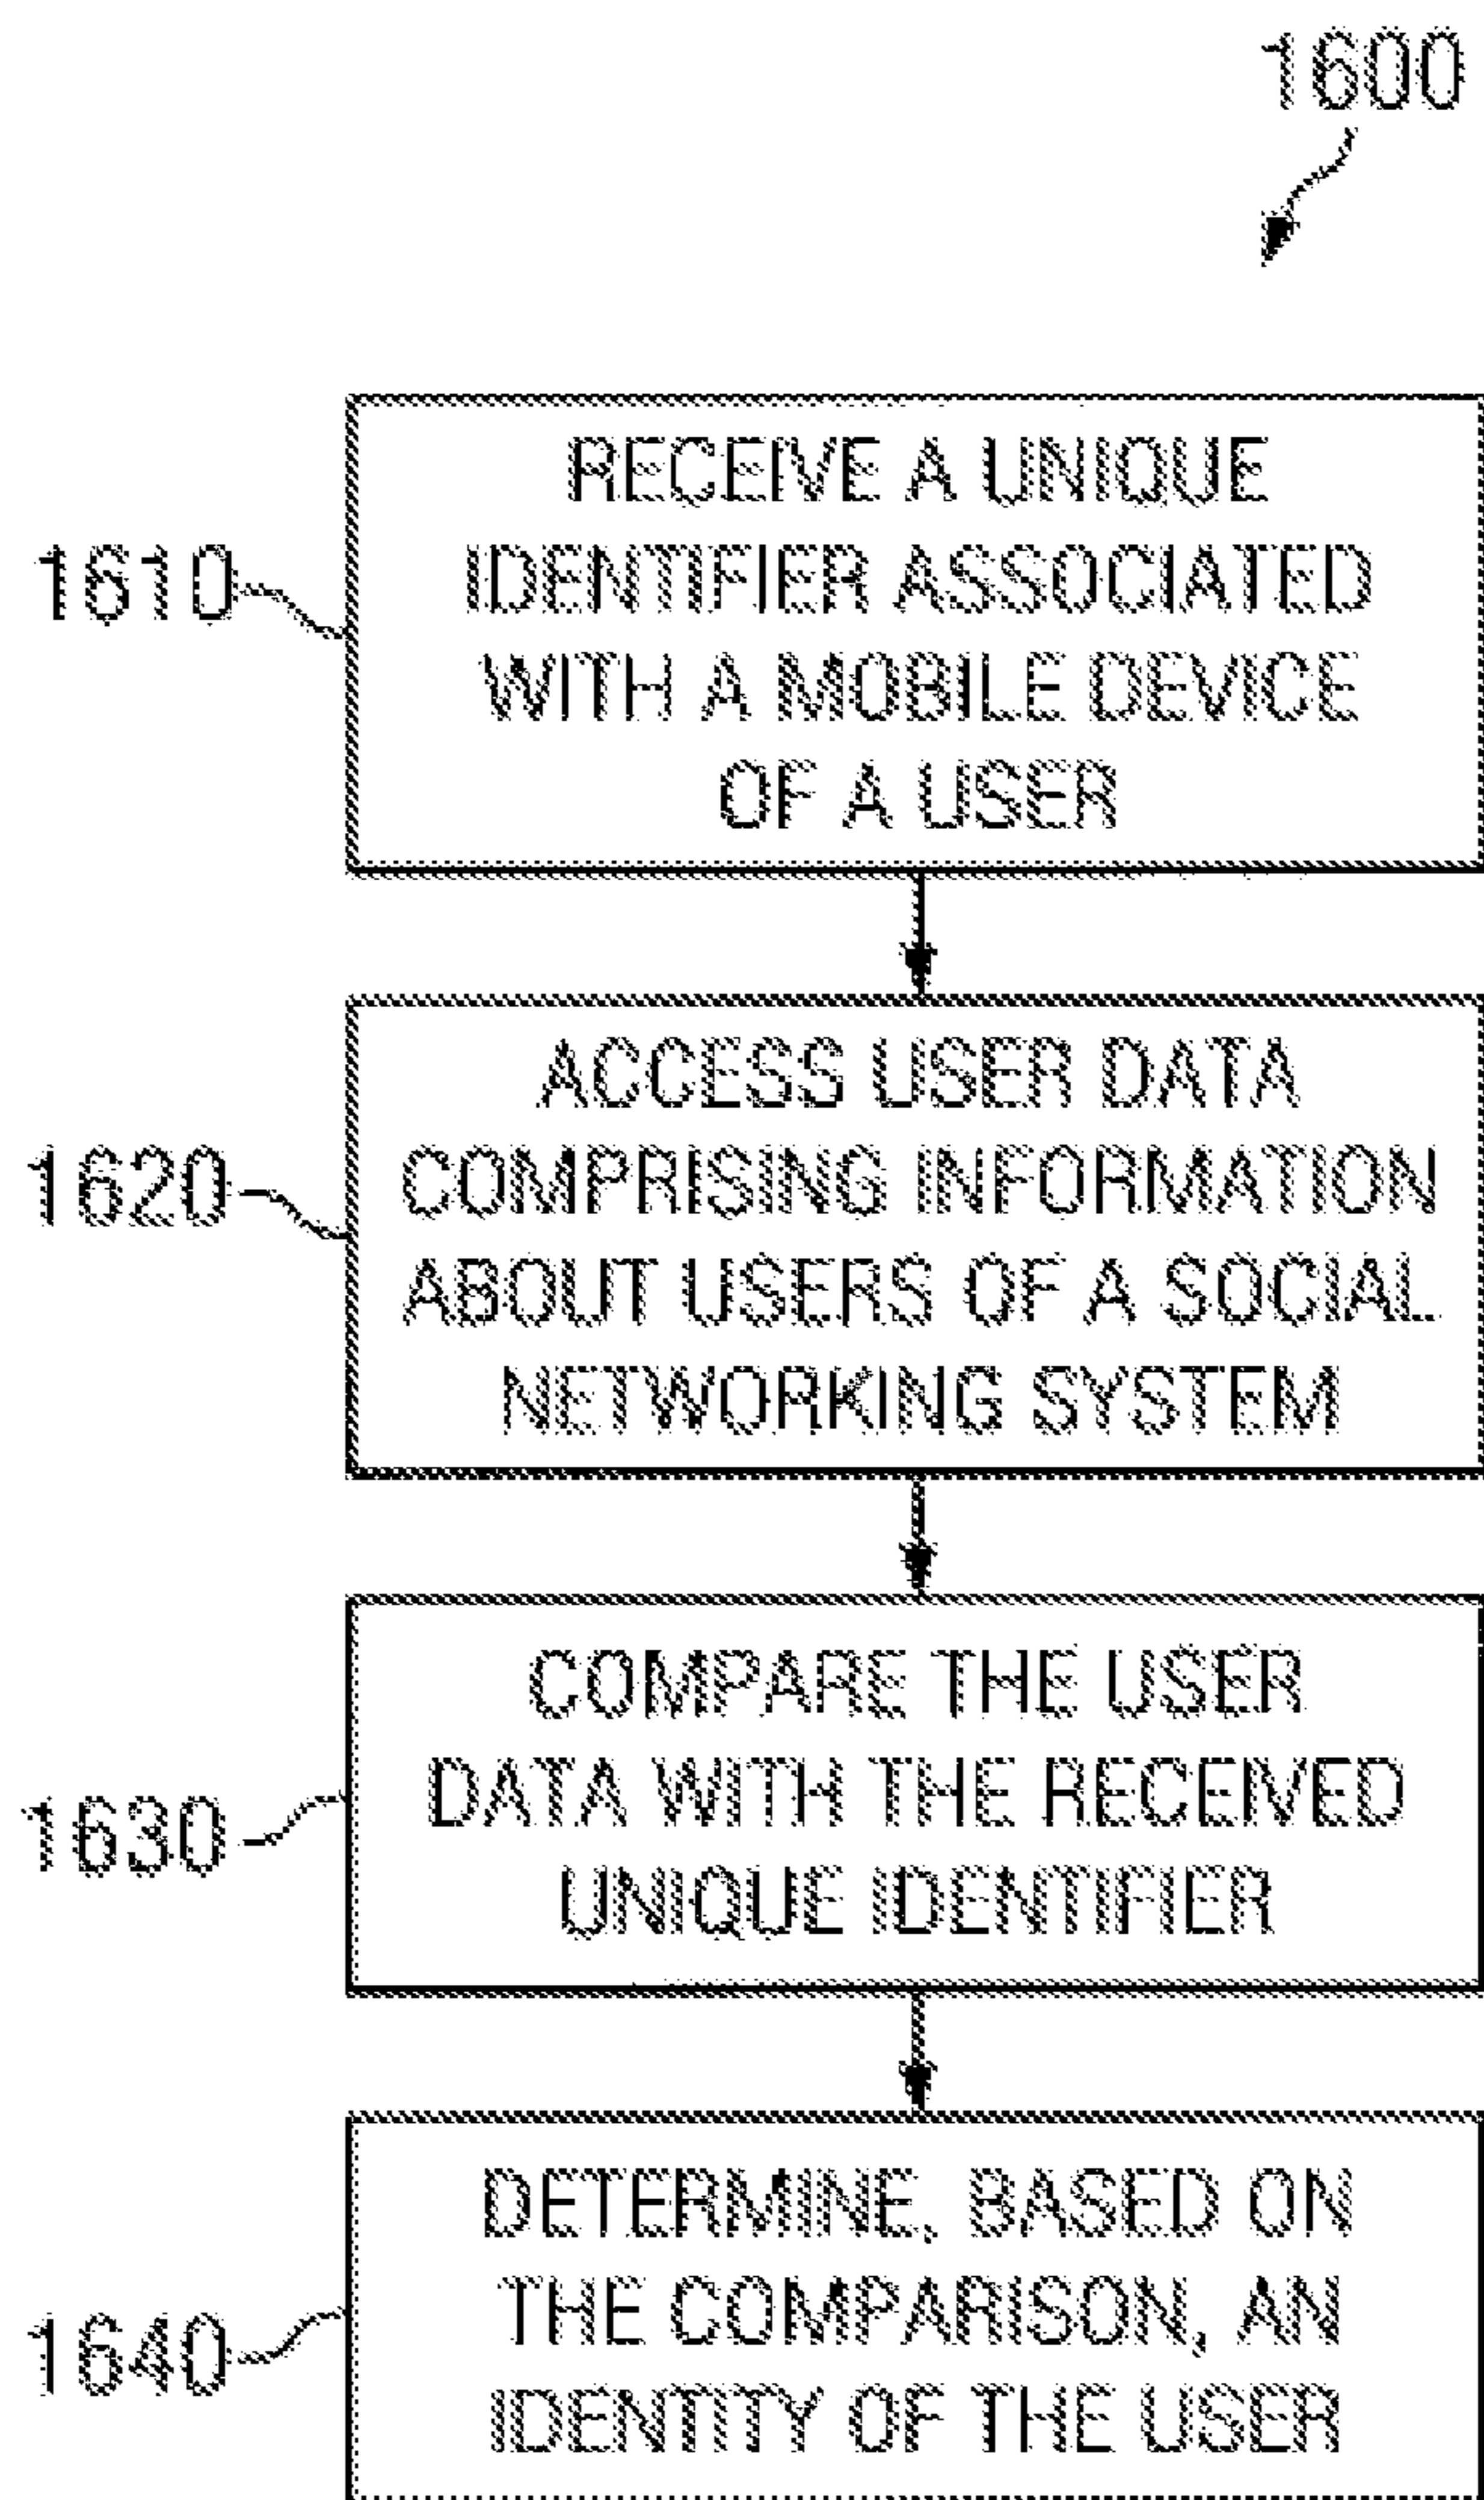 1600
RECEIVE A UNIQUE
IDENTIFIER ASSOCIATED
WITH A MOBILE DEVICE
OF A USER
1610
ACCESS USER DATA
COMPRISING INFORMATION
ABOUT USERS OF A SOCIAL
NETWORKING SYSTEM
1620
COMPARE THE USER
DATA WITH THE RECEIVED
UNIQUE IDENTIFIER
1630
DETERMINE, BASED ON
THE COMPARISON, AN
IDENTITY OF THE USER
1640